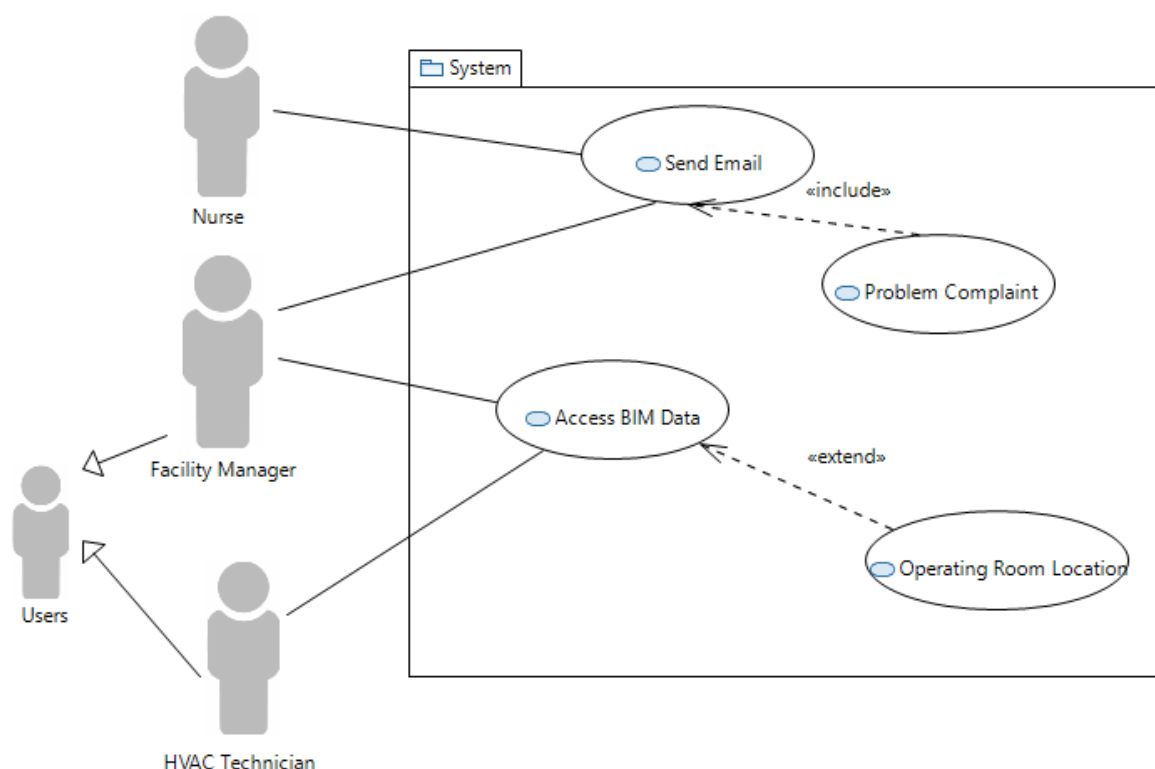 System
Send Email
«include»
Nurse
Problem Complaint
Access BIM Data
«extend»
Facility Manager
Operating Room Location
Users
HVAC Technician